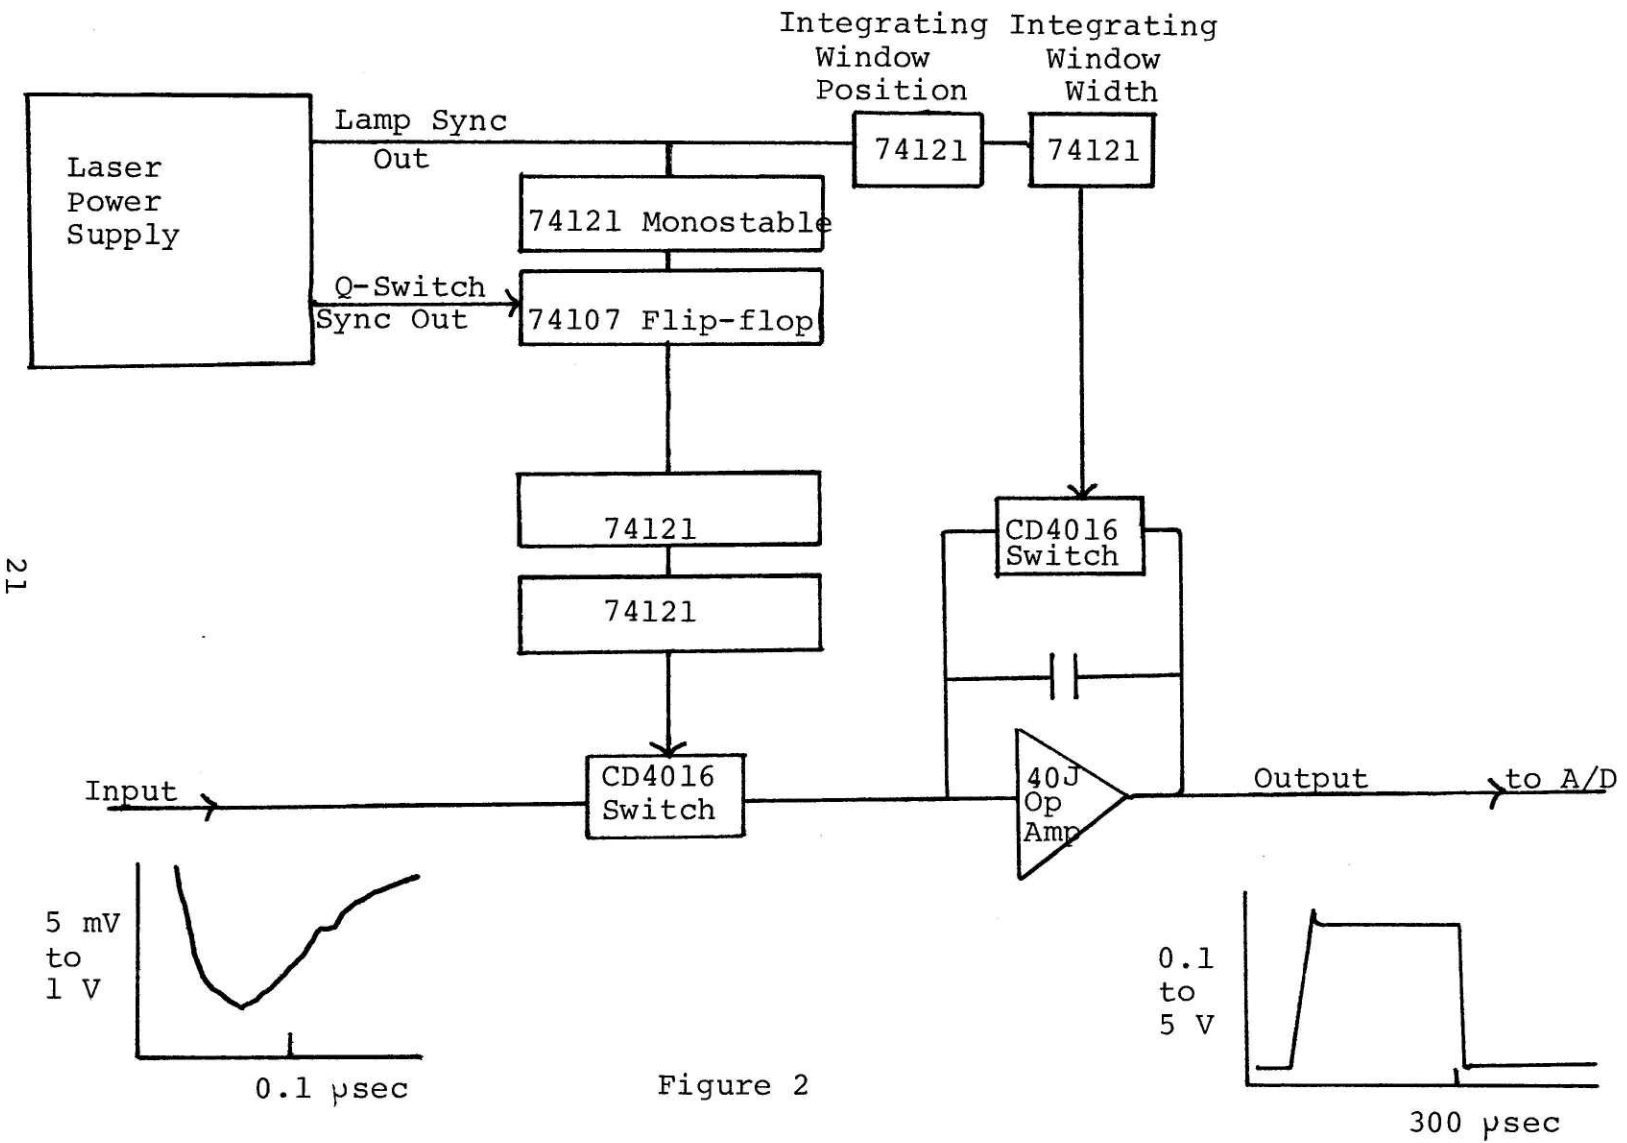 Integrating
Window
Position
Integrating
Window
Width
Laser
Power
Supply
Lamp Sync
Out
74121
74121
74121 Monostable
Q-Switch
Sync Out
74107 Flip-flop
74121
74121
CD4016
Switch
21
Input
CD4016
Switch
40J
Op
Amp
Output
to A/D
5 mV
to
1 V
0.1 µsec
0.1
to
5 V
300 µsec
Figure 2